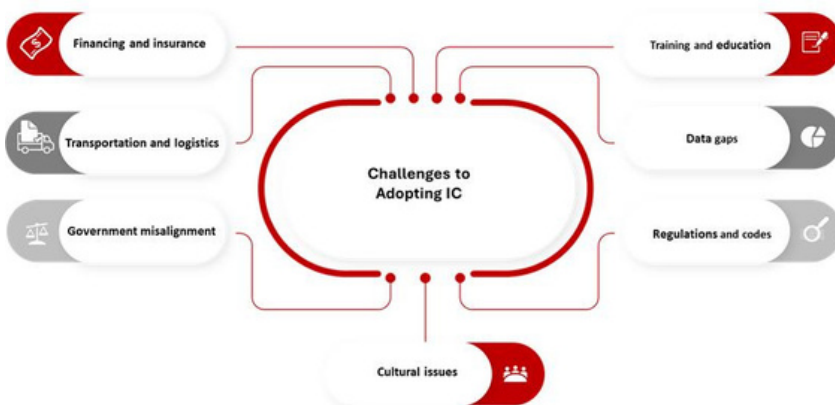 Financing and insurance
Training and education
Transportation and logistics
Data gaps
Challenges to
Adopting IC
Government misalignment
Regulations and codes
Cultural issues